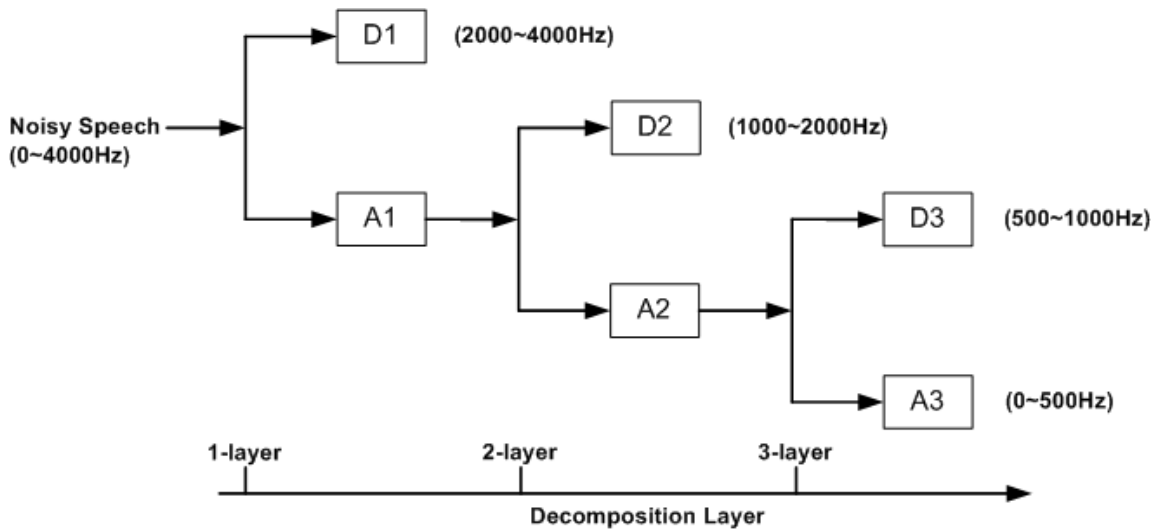 D1 (2000~4000Hz)
Noisy Speech
(0~4000Hz)
D2 (1000~2000Hz)
A1
D3 (500~1000Hz)
A2
A3 (0~500Hz)
1-layer 2-layer 3-layer
Decomposition Layer